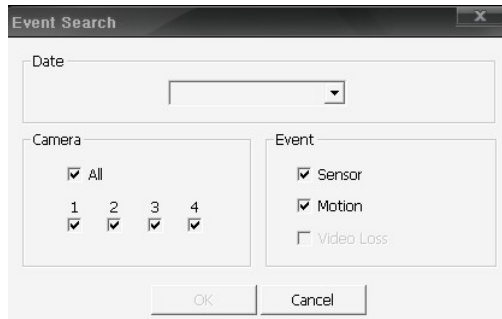 Event Search
X
Date
Camera
All
1 2 3 4
Event
Sensor
Motion
Video Loss
OK
Cancel